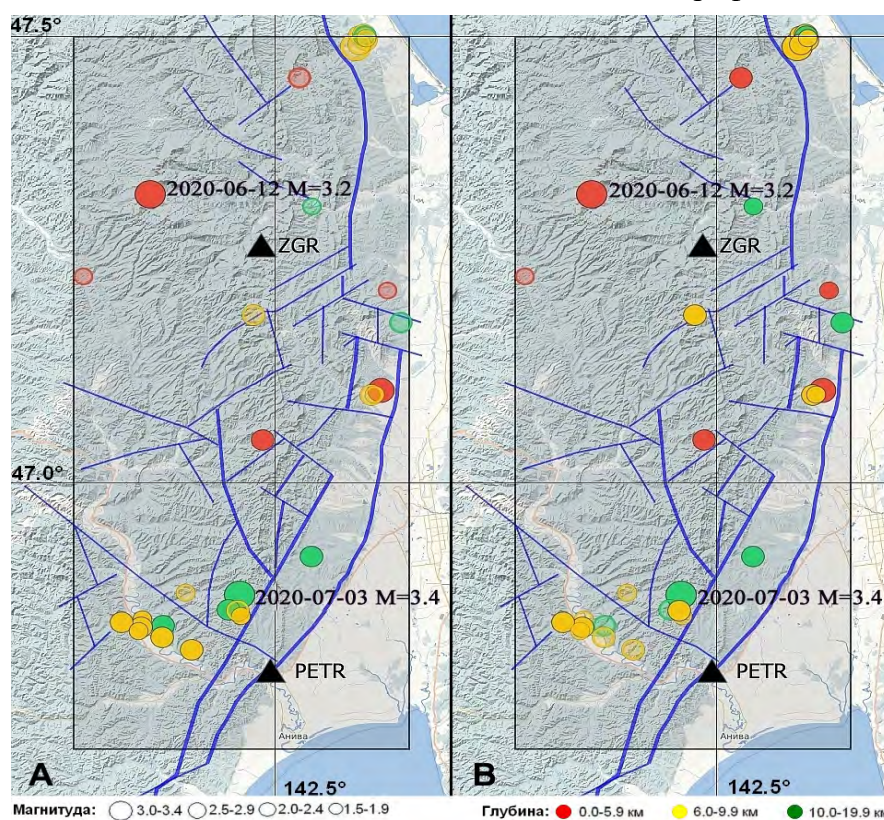 47.5°
2020-06-12 M=3.2
2020-06-12 M=3.2
ZGR
ZGR
47.0°
2020-07-03 M=3.4
2020-07-03 M=3.4
PETR
PETR
Анива
Анива
A
B
142.5°
142.5°
Магнитуда: 3.0-3.4 2.5-2.9 2.0-2.4 1.5-1.9
Глубина: 0.0-5.9 км 6.0-9.9 км 10.0-19.9 км